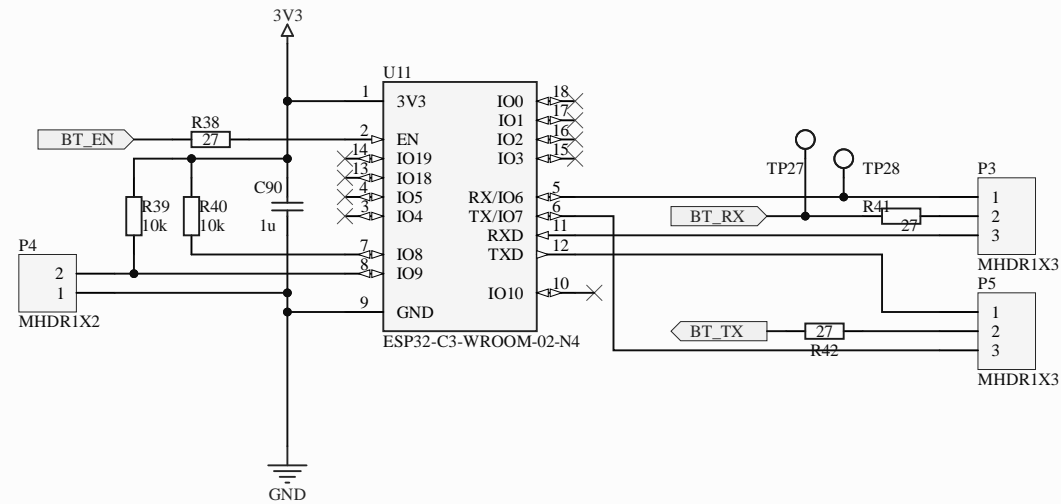 3V3
U11
1 3V3 IO0 18
IO1 17
BT_EN R38 27 2 EN IO2 16
14 IO19 IO3 15
13 IO18
TP27 TP28 P3
C90 4 IO5 RX/IO6 5 1
R39 R40 3 IO4 TX/IO7 6 BT_RX R41 27 2
10k 10k 1u RXD 11 3
P4 7 IO8 TXD 12
MHDR1X3
2 8 IO9
1 IO10 10 P5
9 GND 1
MHDR1X2
BT_TX 27 2
ESP32-C3-WROOM-02-N4 R42 3
MHDR1X3
GND